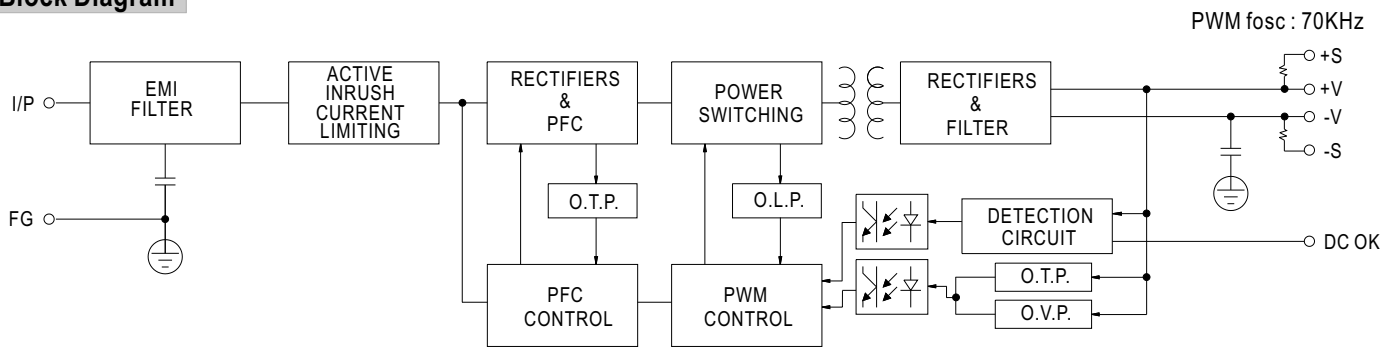 Block Diagram
PWM fosc : 70KHz
I/P
EMI
FILTER
ACTIVE
INRUSH
CURRENT
LIMITING
RECTIFIERS
&
PFC
POWER
SWITCHING
RECTIFIERS
&
FILTER
+S
+V
-V
-S
FG
O.T.P.
O.L.P.
DETECTION
CIRCUIT
DC OK
PFC
CONTROL
PWM
CONTROL
O.T.P.
O.V.P.